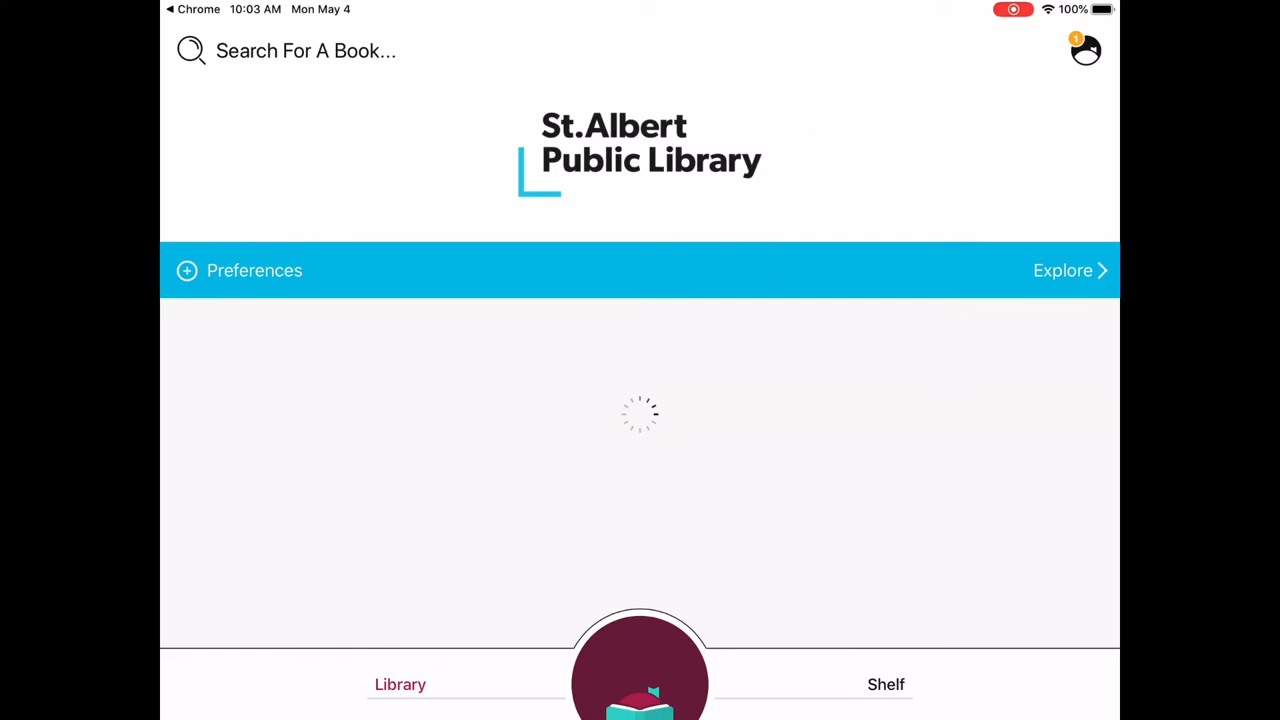 Chrome 10:03 AM Mon May 4 100%
Search For A Book...
1
St.Albert
Public Library
Preferences Explore
Library Shelf